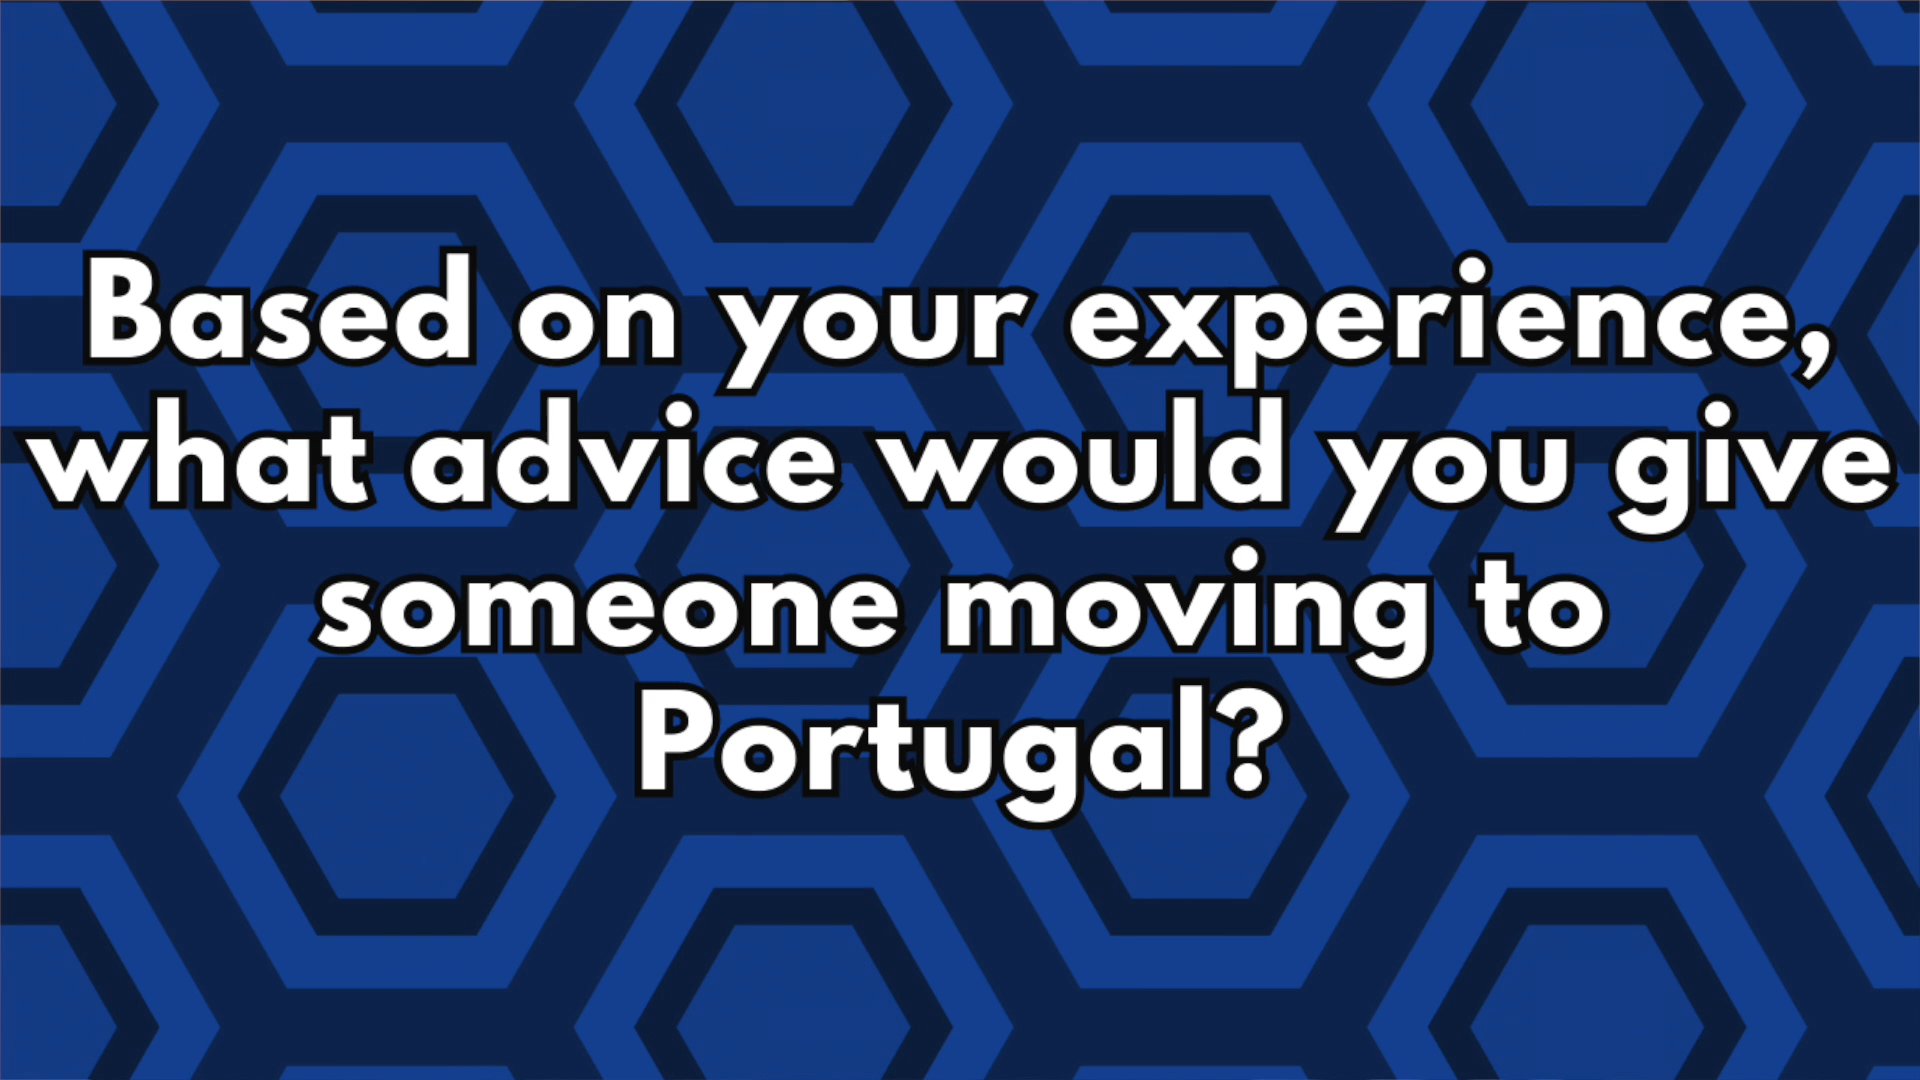 Based on your experience,
what advice would you give
someone moving to
Portugal?